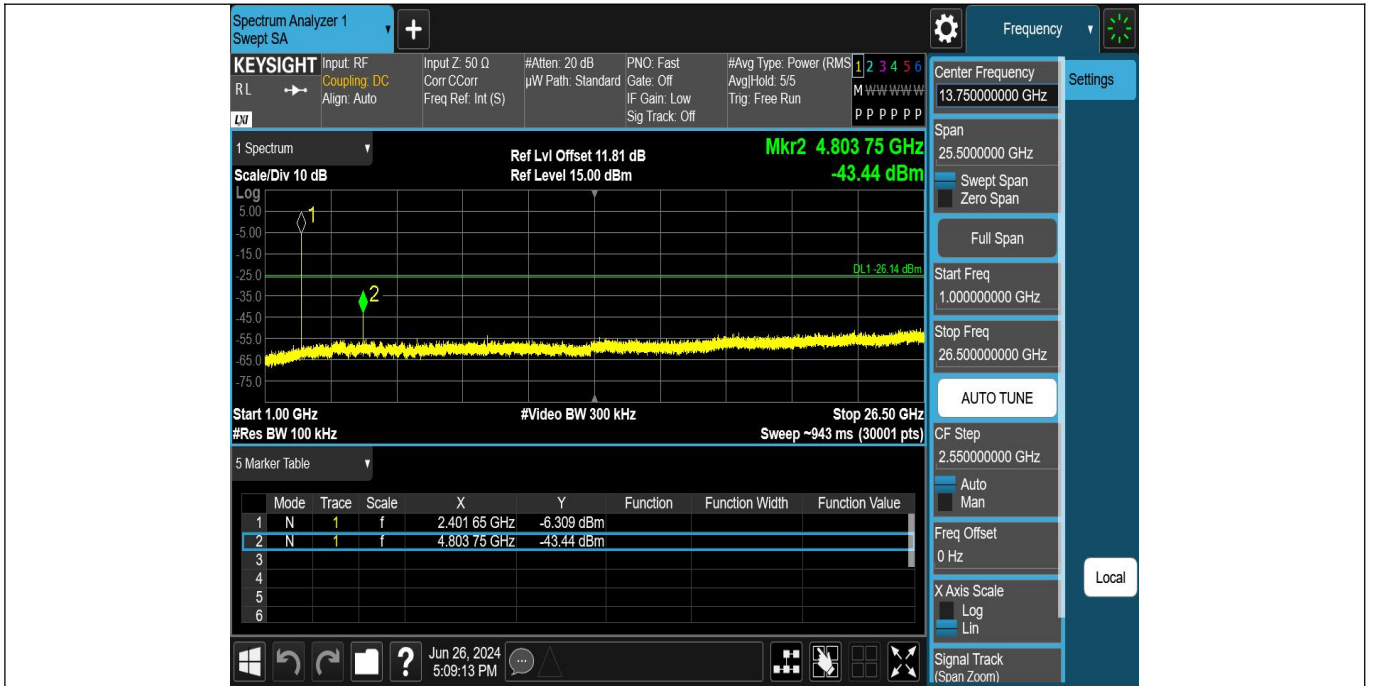 Spectrum Analyzer 1
Swept SA
+
Frequency
KEYSIGHT
RL
LXI
Input: RF
Coupling: DC
Align: Auto
Input Z: 50 Ω
Corr CCorr
Freq Ref: Int (S)
#Atten: 20 dB
µW Path: Standard
PNO: Fast
Gate: Off
IF Gain: Low
Sig Track: Off
#Avg Type: Power (RMS
Avg|Hold: 5/5
Trig: Free Run
1 2 3 4 5 6
M W W W W W
P P P P P P
1 Spectrum
Scale/Div 10 dB
Ref Lvl Offset 11.81 dB
Ref Level 15.00 dBm
Mkr2 4.803 75 GHz
-43.44 dBm
Log
5.00
-5.00
-15.0
-25.0
-35.0
-45.0
-55.0
-65.0
-75.0
1
2
DL1 -26.14 dBm
Start 1.00 GHz
#Video BW 300 kHz
Stop 26.50 GHz
#Res BW 100 kHz
Sweep ~943 ms (30001 pts)
5 Marker Table
Mode Trace Scale X Y Function Function Width Function Value
1 N 1 f 2.401 65 GHz -6.309 dBm
2 N 1 f 4.803 75 GHz -43.44 dBm
3
4
5
6
?
Jun 26, 2024
5:09:13 PM
Center Frequency
13.750000000 GHz
Settings
Span
25.5000000 GHz
Swept Span
Zero Span
Full Span
Start Freq
1.000000000 GHz
Stop Freq
26.500000000 GHz
AUTO TUNE
CF Step
2.550000000 GHz
Auto
Man
Freq Offset
0 Hz
X Axis Scale
Log
Lin
Signal Track
(Span Zoom)
Local